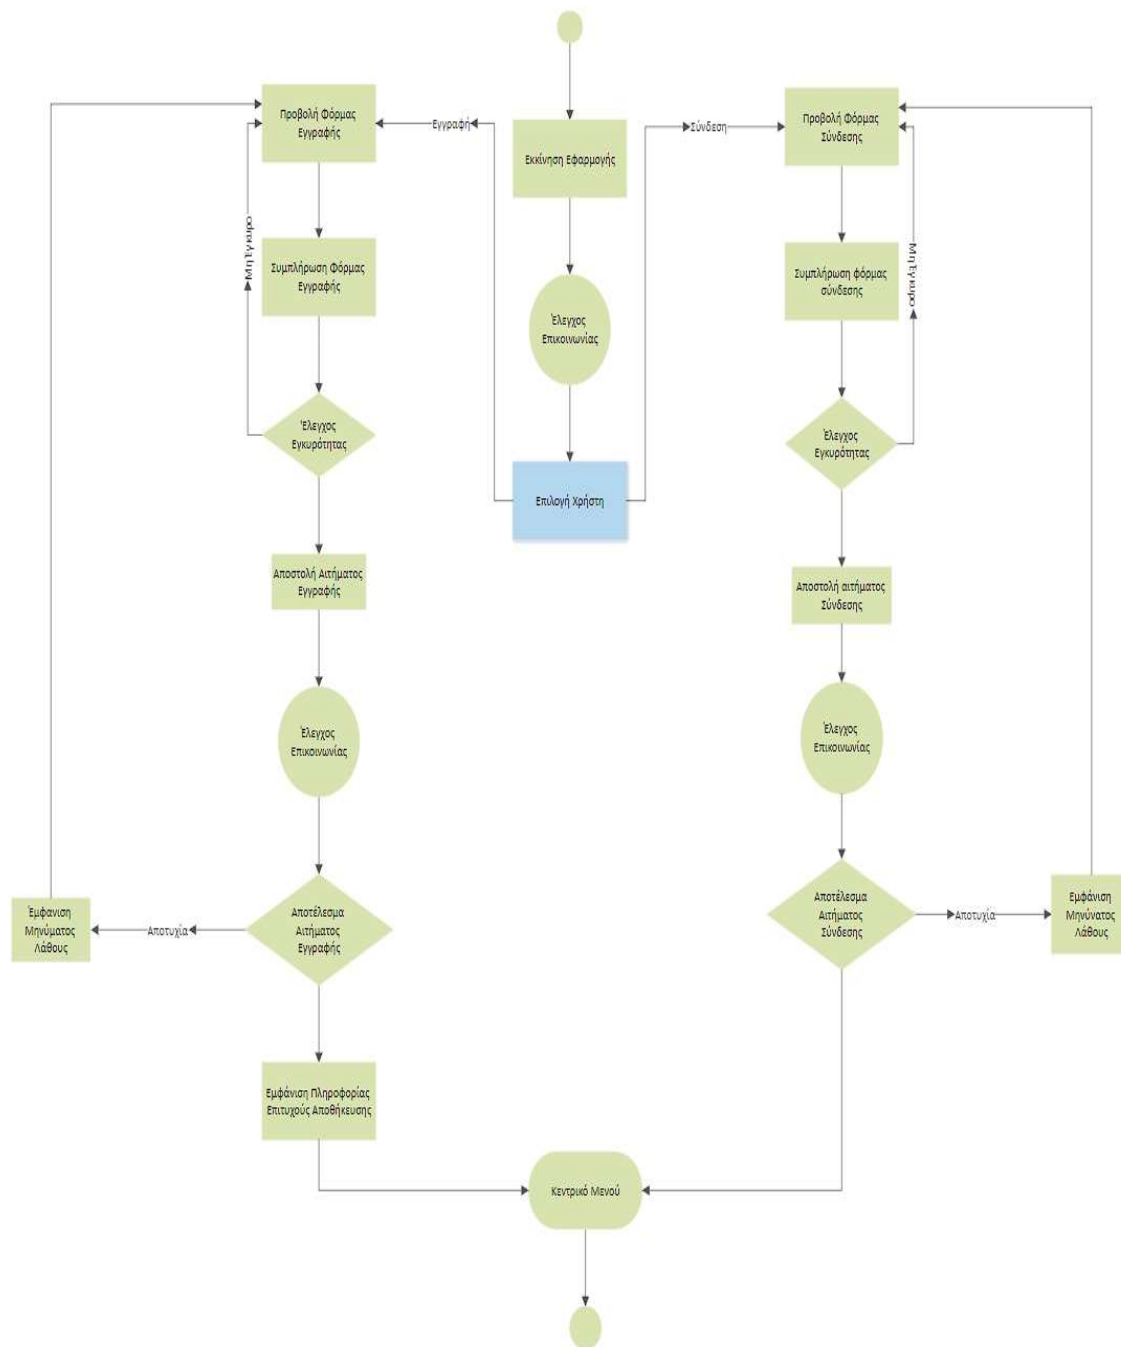 Προβολή Φόρμας
Εγγραφής
Εγγραφή
Εκκίνηση Εφαρμογής
Σύνδεση
Προβολή Φόρμας
Σύνδεσης
Μη έγκυρο
Συμπλήρωση Φόρμας
Εγγραφής
Έλεγχος
Επικοινωνίας
Συμπλήρωση φόρμας
σύνδεσης
Μη έγκυρο
Έλεγχος
Εγκυρότητας
Επιλογή Χρήστη
Έλεγχος
Εγκυρότητας
Αποστολή Αιτήματος
Εγγραφής
Αποστολή αιτήματος
Σύνδεσης
Έλεγχος
Επικοινωνίας
Έλεγχος
Επικοινωνίας
Έμφανιση
Μηνύματος
Λάθους
Αποτυχία
Αποτέλεσμα
Αιτήματος
Εγγραφής
Αποτέλεσμα
Αιτήματος
Σύνδεσης
Αποτυχία
Εμφάνιση
Μηνύνατος
Λάθους
Εμφάνιση Πληροφορίας
Επιτυχούς Αποθήκευσης
Κεντρικό Μενού